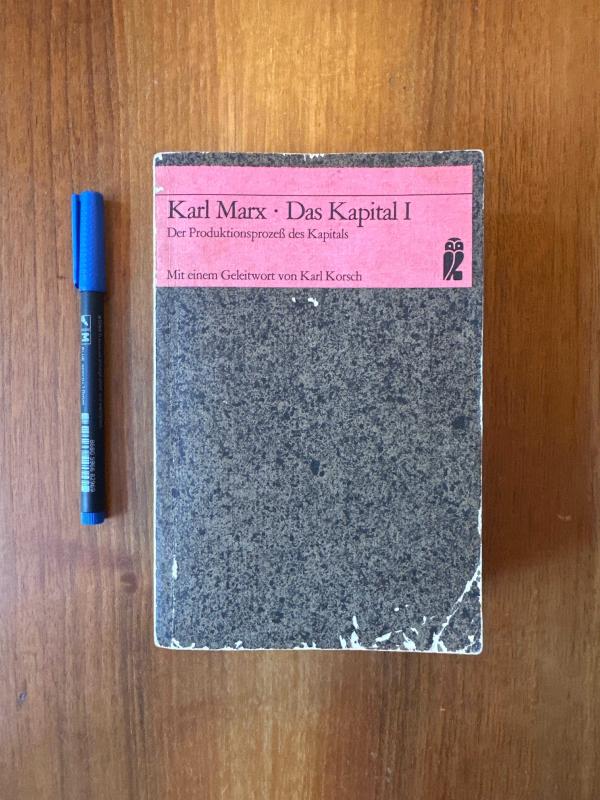 Karl Marx · Das Kapital I
Der Produktionsprozeß des Kapitals
Mit einem Geleitwort von Karl Korsch